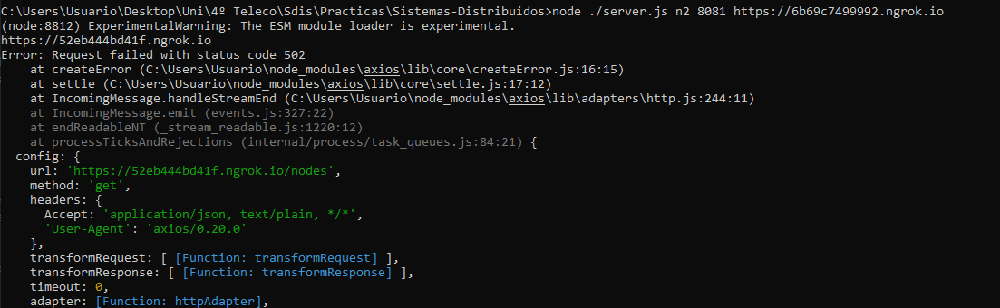 C:\Users\Usuario\Desktop\Uni\4º Teleco\Sdis\Practicas\Sistemas-Distribuidos>node ./server.js n2 8081 https://6b69c7499992.ngrok.io
(node:8812) ExperimentalWarning: The ESM module loader is experimental.
https://52eb444bd41f.ngrok.io
Error: Request failed with status code 502
    at createError (C:\Users\Usuario\node_modules\axios\lib\core\createError.js:16:15)
    at settle (C:\Users\Usuario\node_modules\axios\lib\core\settle.js:17:12)
    at IncomingMessage.handleStreamEnd (C:\Users\Usuario\node_modules\axios\lib\adapters\http.js:244:11)
    at IncomingMessage.emit (events.js:327:22)
    at endReadableNT (_stream_readable.js:1220:12)
    at processTicksAndRejections (internal/process/task_queues.js:84:21) {
  config: {
    url: 'https://52eb444bd41f.ngrok.io/nodes',
    method: 'get',
    headers: {
      Accept: 'application/json, text/plain, */*',
      'User-Agent': 'axios/0.20.0'
    },
    transformRequest: [ [Function: transformRequest] ],
    transformResponse: [ [Function: transformResponse] ],
    timeout: 0,
    adapter: [Function: httpAdapter],